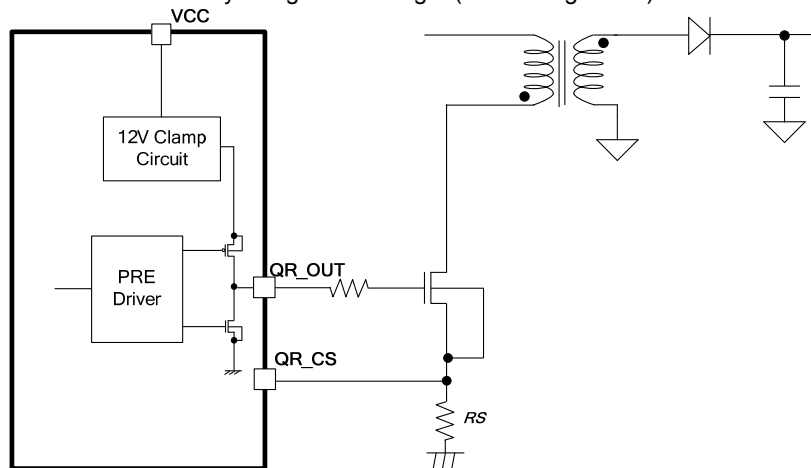 VCC
12V Clamp
Circuit
PRE
Driver
QR_OUT
QR_CS
RS